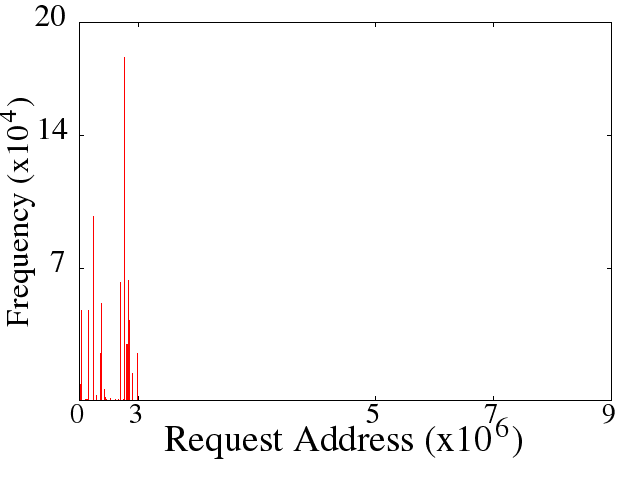 20
14
7
Frequency (x10^4)
0 3 5 7 9
Request Address (x10^6)